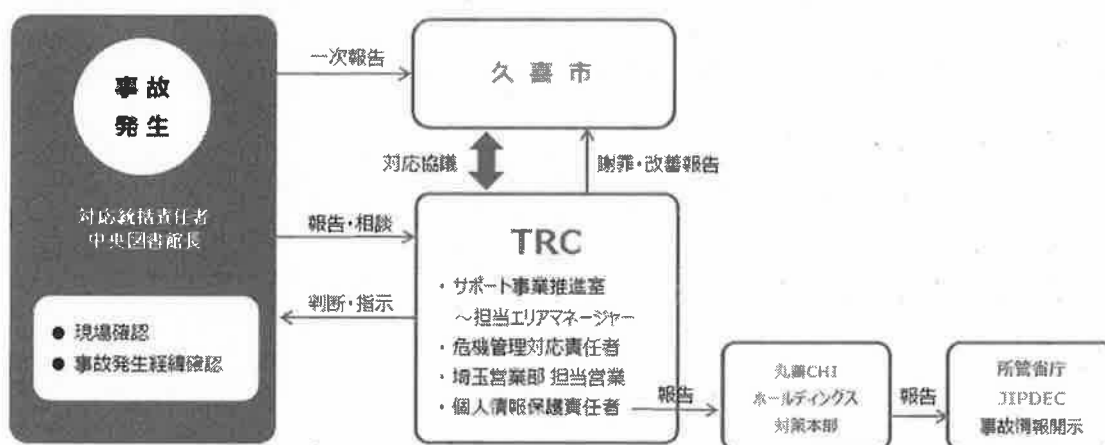 事故
発生
対応統括責任者
中央図書館長
● 現場確認
● 事故発生経緯確認
一次報告
久喜市
対応協議
謝罪・改善報告
報告・相談
判断・指示
TRC
・サポート事業推進室
～担当エリアマネージャー
・危機管理対応責任者
・埼玉営業部 担当営業
・個人情報保護責任者
報告
丸善CHI
ホールディングス
対策本部
報告
所管省庁
JIPDEC
事故情報開示